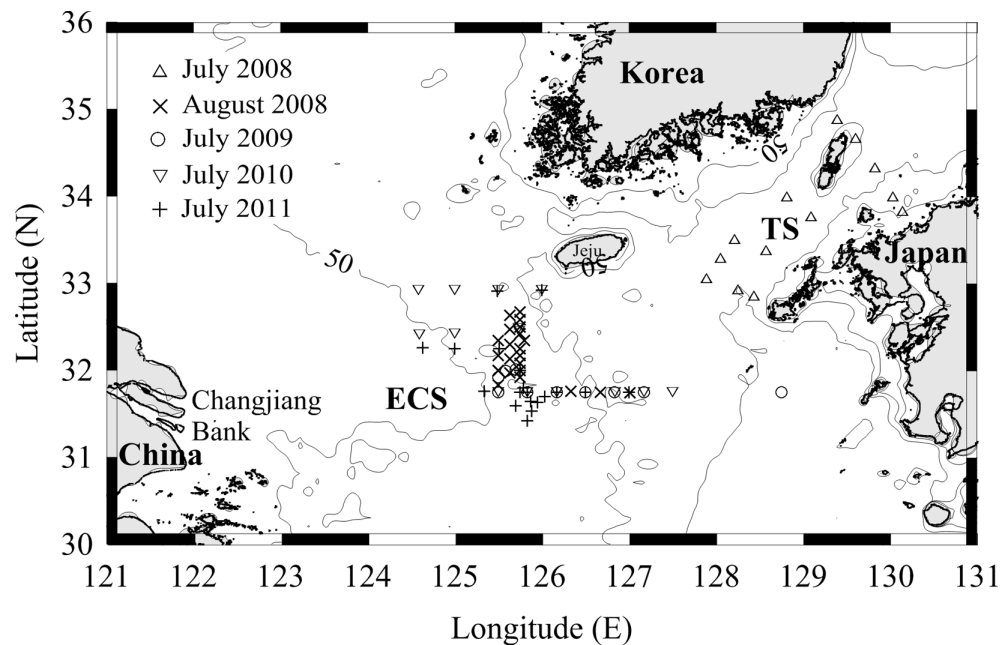 36
35
34
33
32
31
30
Latitude (N)
July 2008
August 2008
July 2009
July 2010
July 2011
Korea
50
TS
Jeju
50
Japan
50
ECS
Changjiang
Bank
China
121
122
123
124
125
126
127
128
129
130
131
Longitude (E)